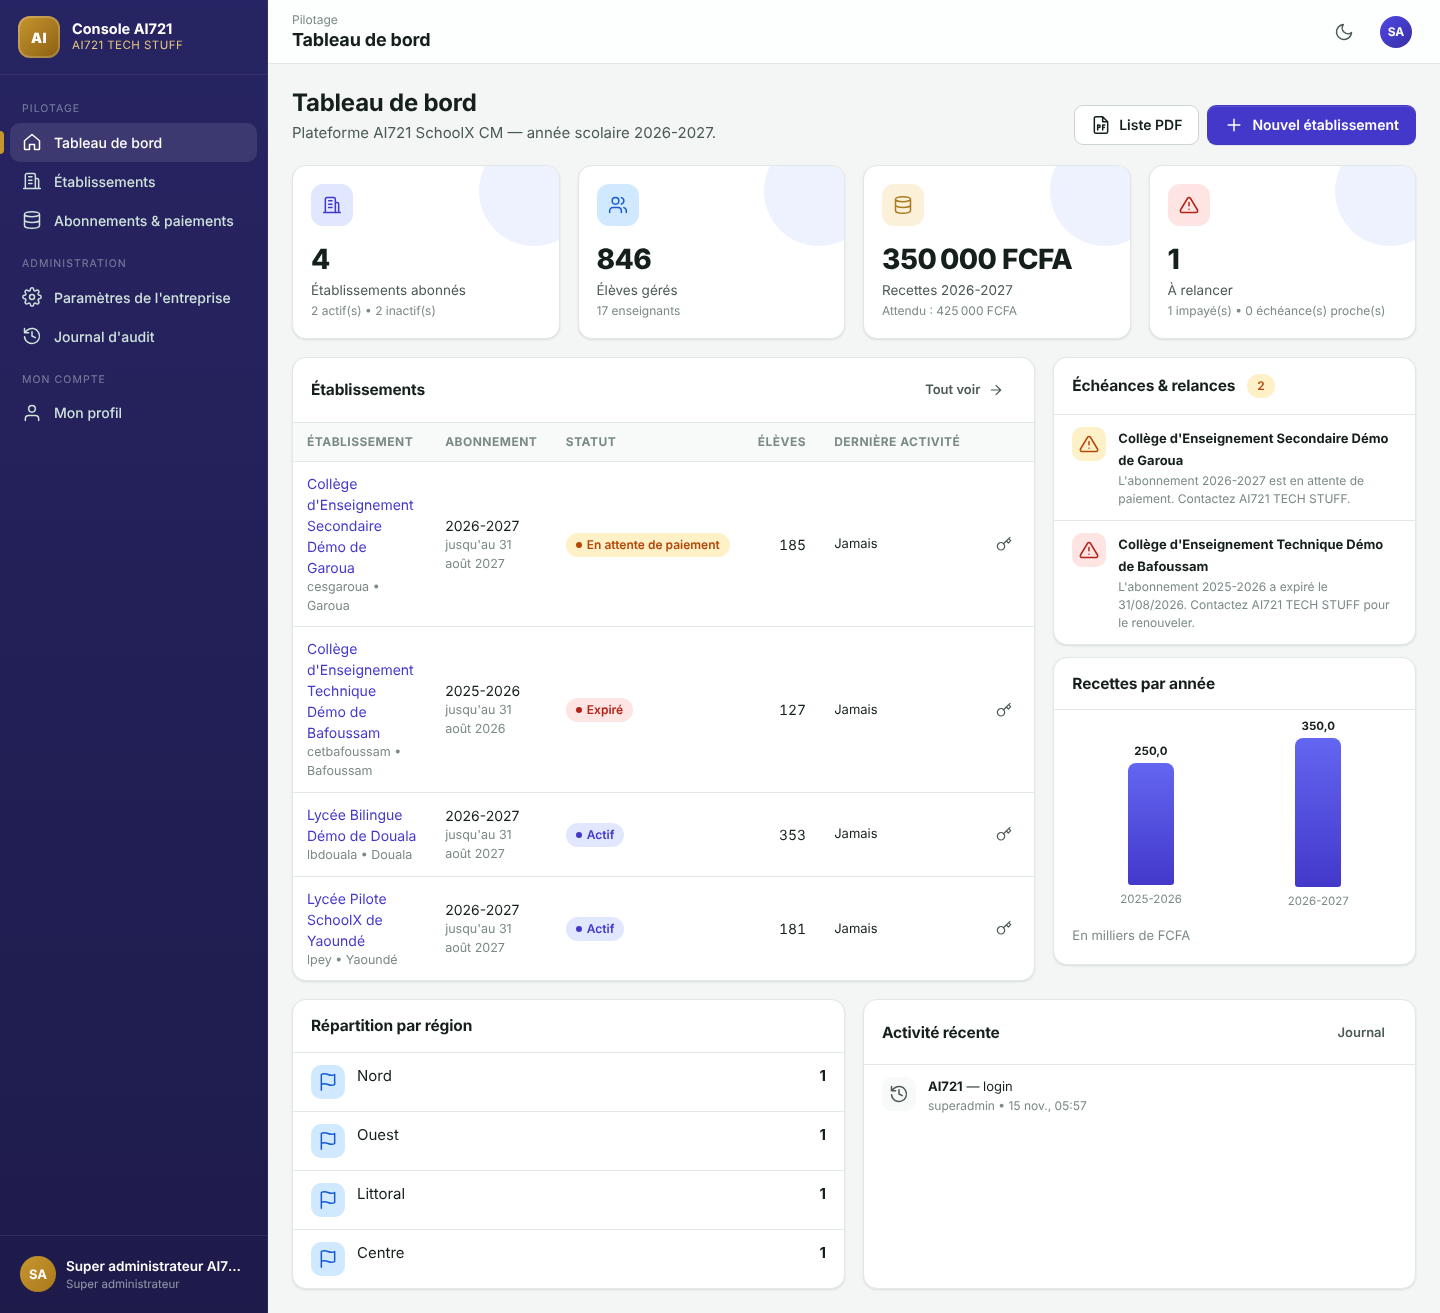 AI
Console AI721
AI721 TECH STUFF
PILOTAGE
Tableau de bord
Établissements
Abonnements & paiements
ADMINISTRATION
Paramètres de l'entreprise
Journal d'audit
MON COMPTE
Mon profil
SA
Super administrateur AI7...
Super administrateur
Pilotage
Tableau de bord
SA
Tableau de bord
Plateforme AI721 SchoolX CM — année scolaire 2026-2027.
Liste PDF
Nouvel établissement
4
Établissements abonnés
2 actif(s) • 2 inactif(s)
846
Élèves gérés
17 enseignants
350 000 FCFA
Recettes 2026-2027
Attendu : 425 000 FCFA
1
À relancer
1 impayé(s) • 0 échéance(s) proche(s)
Établissements
Tout voir
ÉTABLISSEMENT ABONNEMENT STATUT ÉLÈVES DERNIÈRE ACTIVITÉ
Collège
d'Enseignement
Secondaire
Démo de
Garoua
cesgaroua •
Garoua
2026-2027
jusqu'au 31
août 2027
En attente de paiement
185
Jamais
Collège
d'Enseignement
Technique
Démo de
Bafoussam
cetbafoussam •
Bafoussam
2025-2026
jusqu'au 31
août 2026
Expiré
127
Jamais
Lycée Bilingue
Démo de Douala
lbdouala • Douala
2026-2027
jusqu'au 31
août 2027
Actif
353
Jamais
Lycée Pilote
SchoolX de
Yaoundé
lpey • Yaoundé
2026-2027
jusqu'au 31
août 2027
Actif
181
Jamais
Échéances & relances 2
Collège d'Enseignement Secondaire Démo
de Garoua
L'abonnement 2026-2027 est en attente de
paiement. Contactez AI721 TECH STUFF.
Collège d'Enseignement Technique Démo
de Bafoussam
L'abonnement 2025-2026 a expiré le
31/08/2026. Contactez AI721 TECH STUFF pour
le renouveler.
Recettes par année
250,0
350,0
2025-2026
2026-2027
En milliers de FCFA
Répartition par région
Nord 1
Ouest 1
Littoral 1
Centre 1
Activité récente
Journal
AI721 — login
superadmin • 15 nov., 05:57